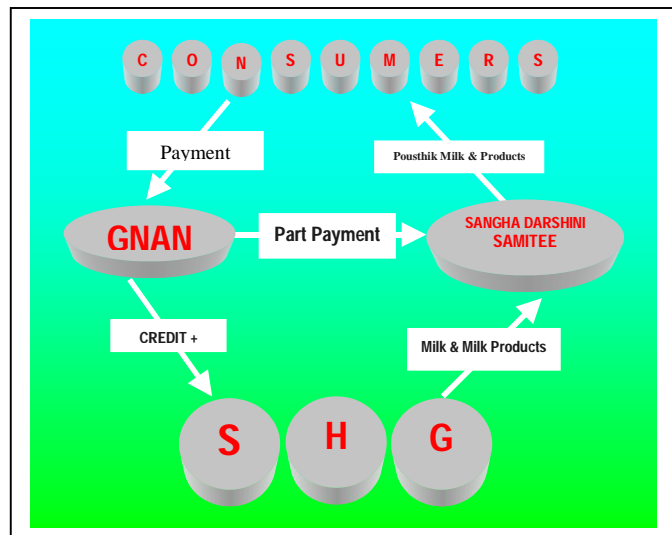 C O N S U M E R S
Payment
Pousthik Milk & Products
GNAN
Part Payment
SANGHA DARSHINI
SAMITEE
CREDIT +
Milk & Milk Products
S H G